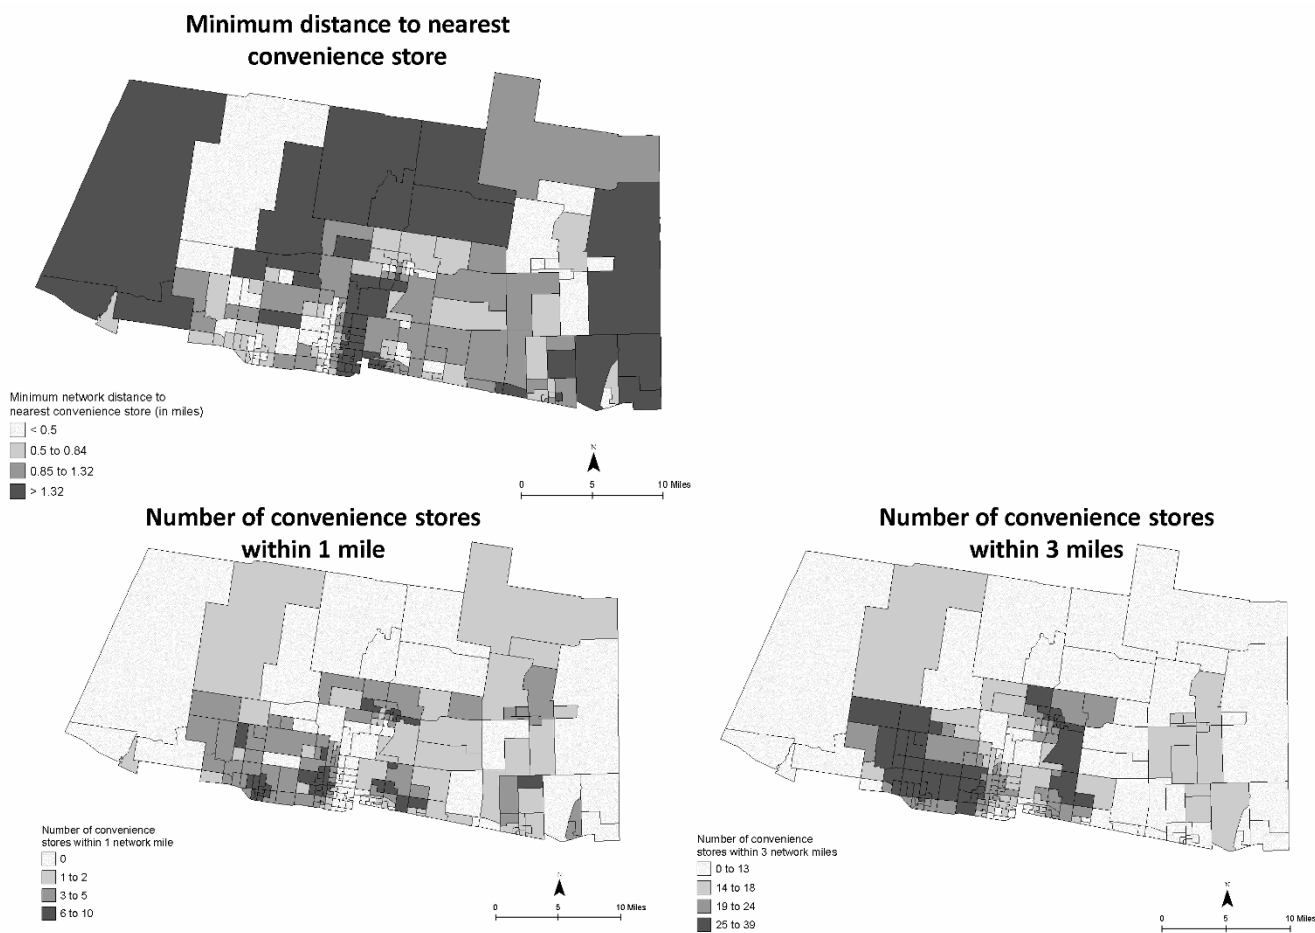 Minimum distance to nearest
convenience store
Minimum network distance to
nearest convenience store (in miles)
< 0.5
0.5 to 0.84
0.85 to 1.32
> 1.32
N
0 5 10 Miles
Number of convenience stores
within 1 mile
Number of convenience
stores within 1 network mile
0
1 to 2
3 to 5
6 to 10
N
0 5 10 Miles
Number of convenience stores
within 3 miles
Number of convenience
stores within 3 network miles
0 to 13
14 to 18
19 to 24
25 to 39
N
0 5 10 Miles